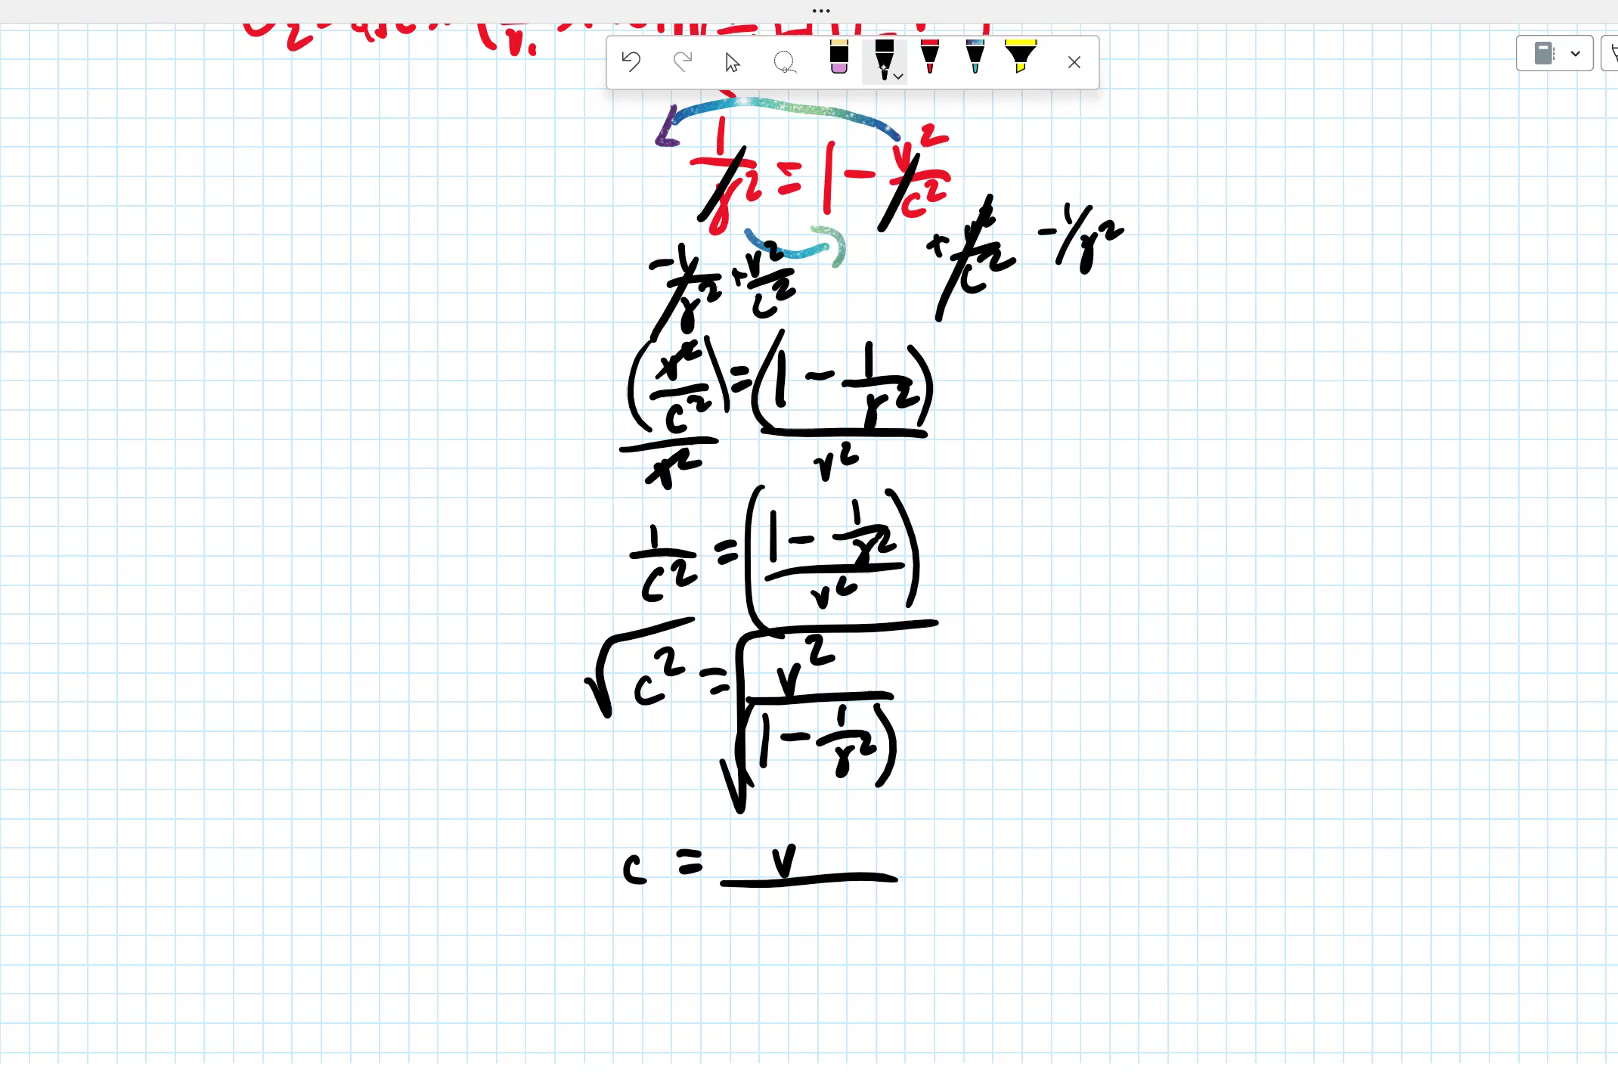 1/γ² = 1 - v²/c²
-1/γ² + v²/c² + v²/c² - 1/γ²
(v²/c²)/v² = (1 - 1/γ²)/v²
1/c² = ((1 - 1/γ²)/v²)
√c² = √(v²/(1 - 1/γ²))
c = v